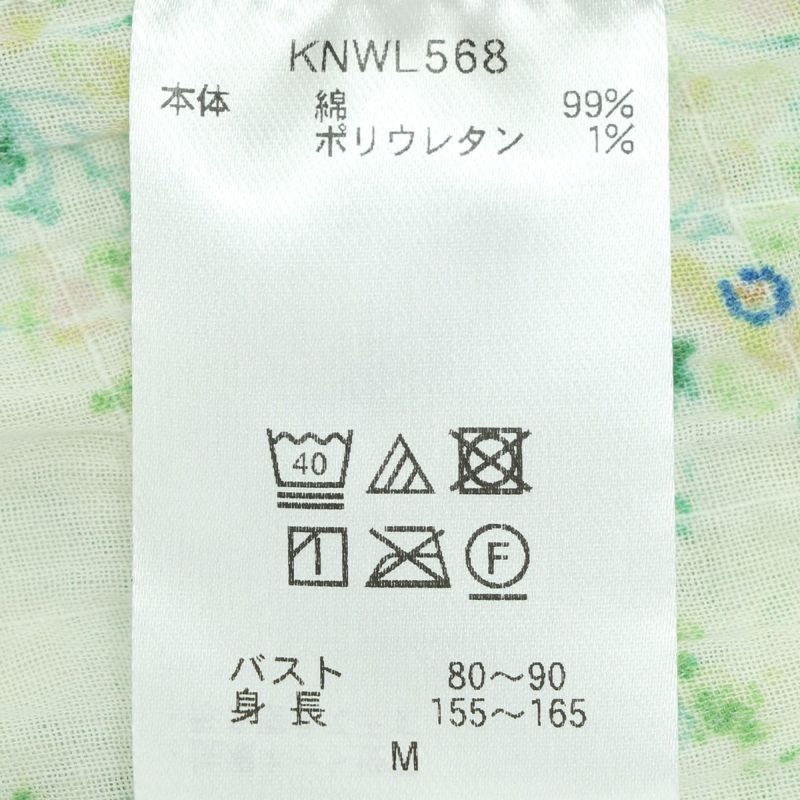 KNWL568
本体 綿 99%
ポリウレタン 1%
40
F
バスト 80～90
身長 155～165
M